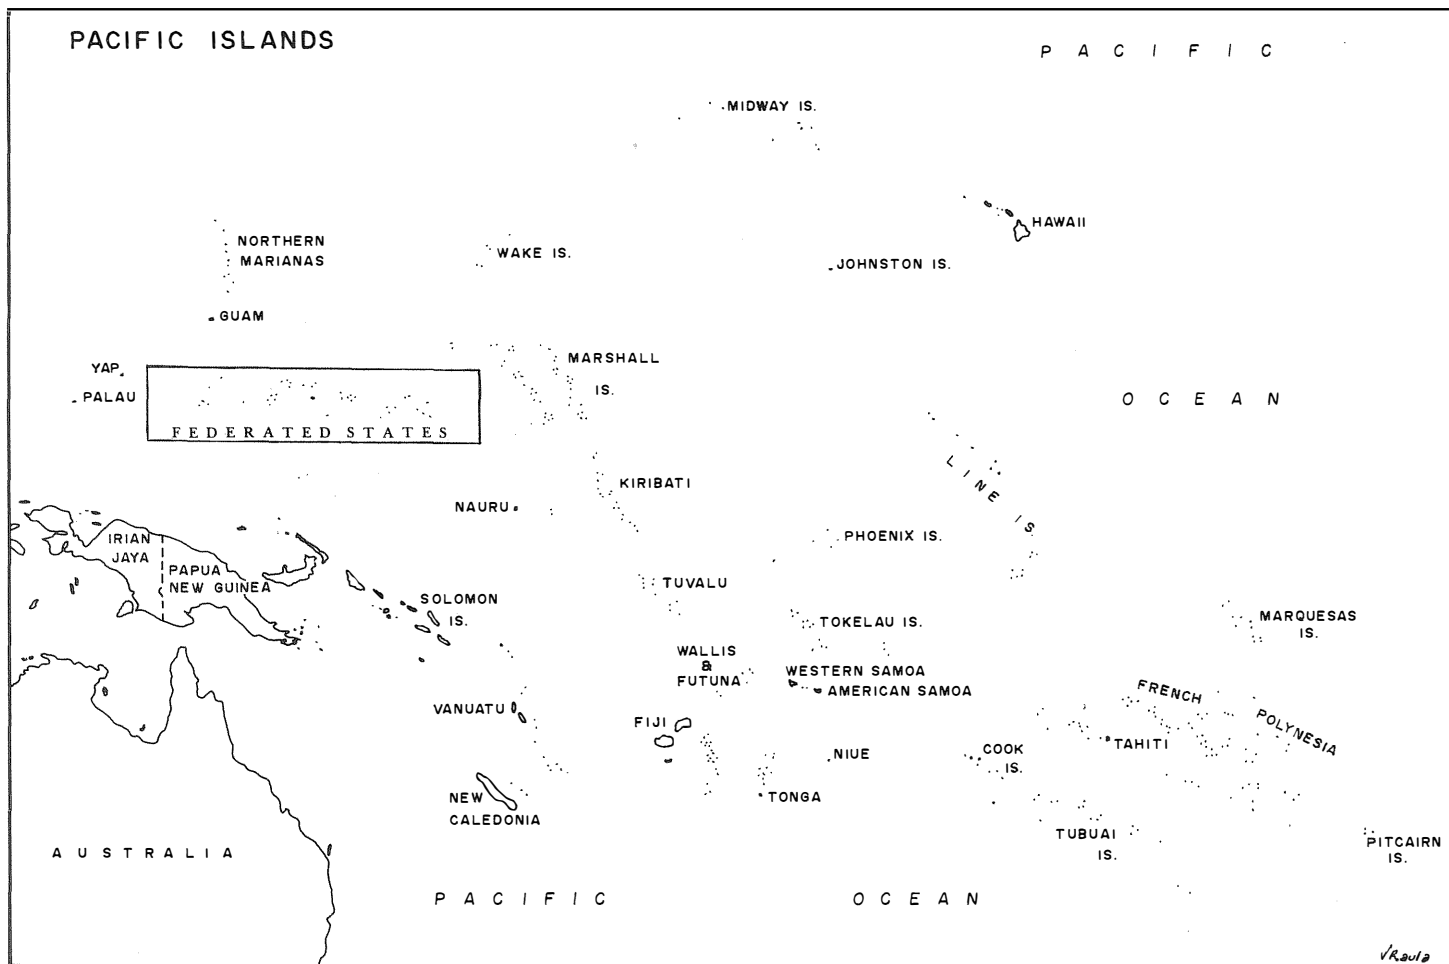 PACIFIC ISLANDS
PACIFIC
MIDWAY IS.
HAWAII
NORTHERN
MARIANAS
WAKE IS.
JOHNSTON IS.
GUAM
YAP
PALAU
FEDERATED STATES
MARSHALL
IS.
OCEAN
LINE IS.
KIRIBATI
NAURU
PHOENIX IS.
IRIAN
JAYA
PAPUA
NEW GUINEA
SOLOMON
IS.
TUVALU
TOKELAU IS.
MARQUESAS
IS.
WALLIS
&
FUTUNA
WESTERN SAMOA
AMERICAN SAMOA
VANUATU
FIJI
FRENCH
POLYNESIA
TAHITI
NIUE
COOK
IS.
TONGA
NEW
CALEDONIA
TUBUAI
IS.
PITCAIRN
IS.
AUSTRALIA
PACIFIC
OCEAN